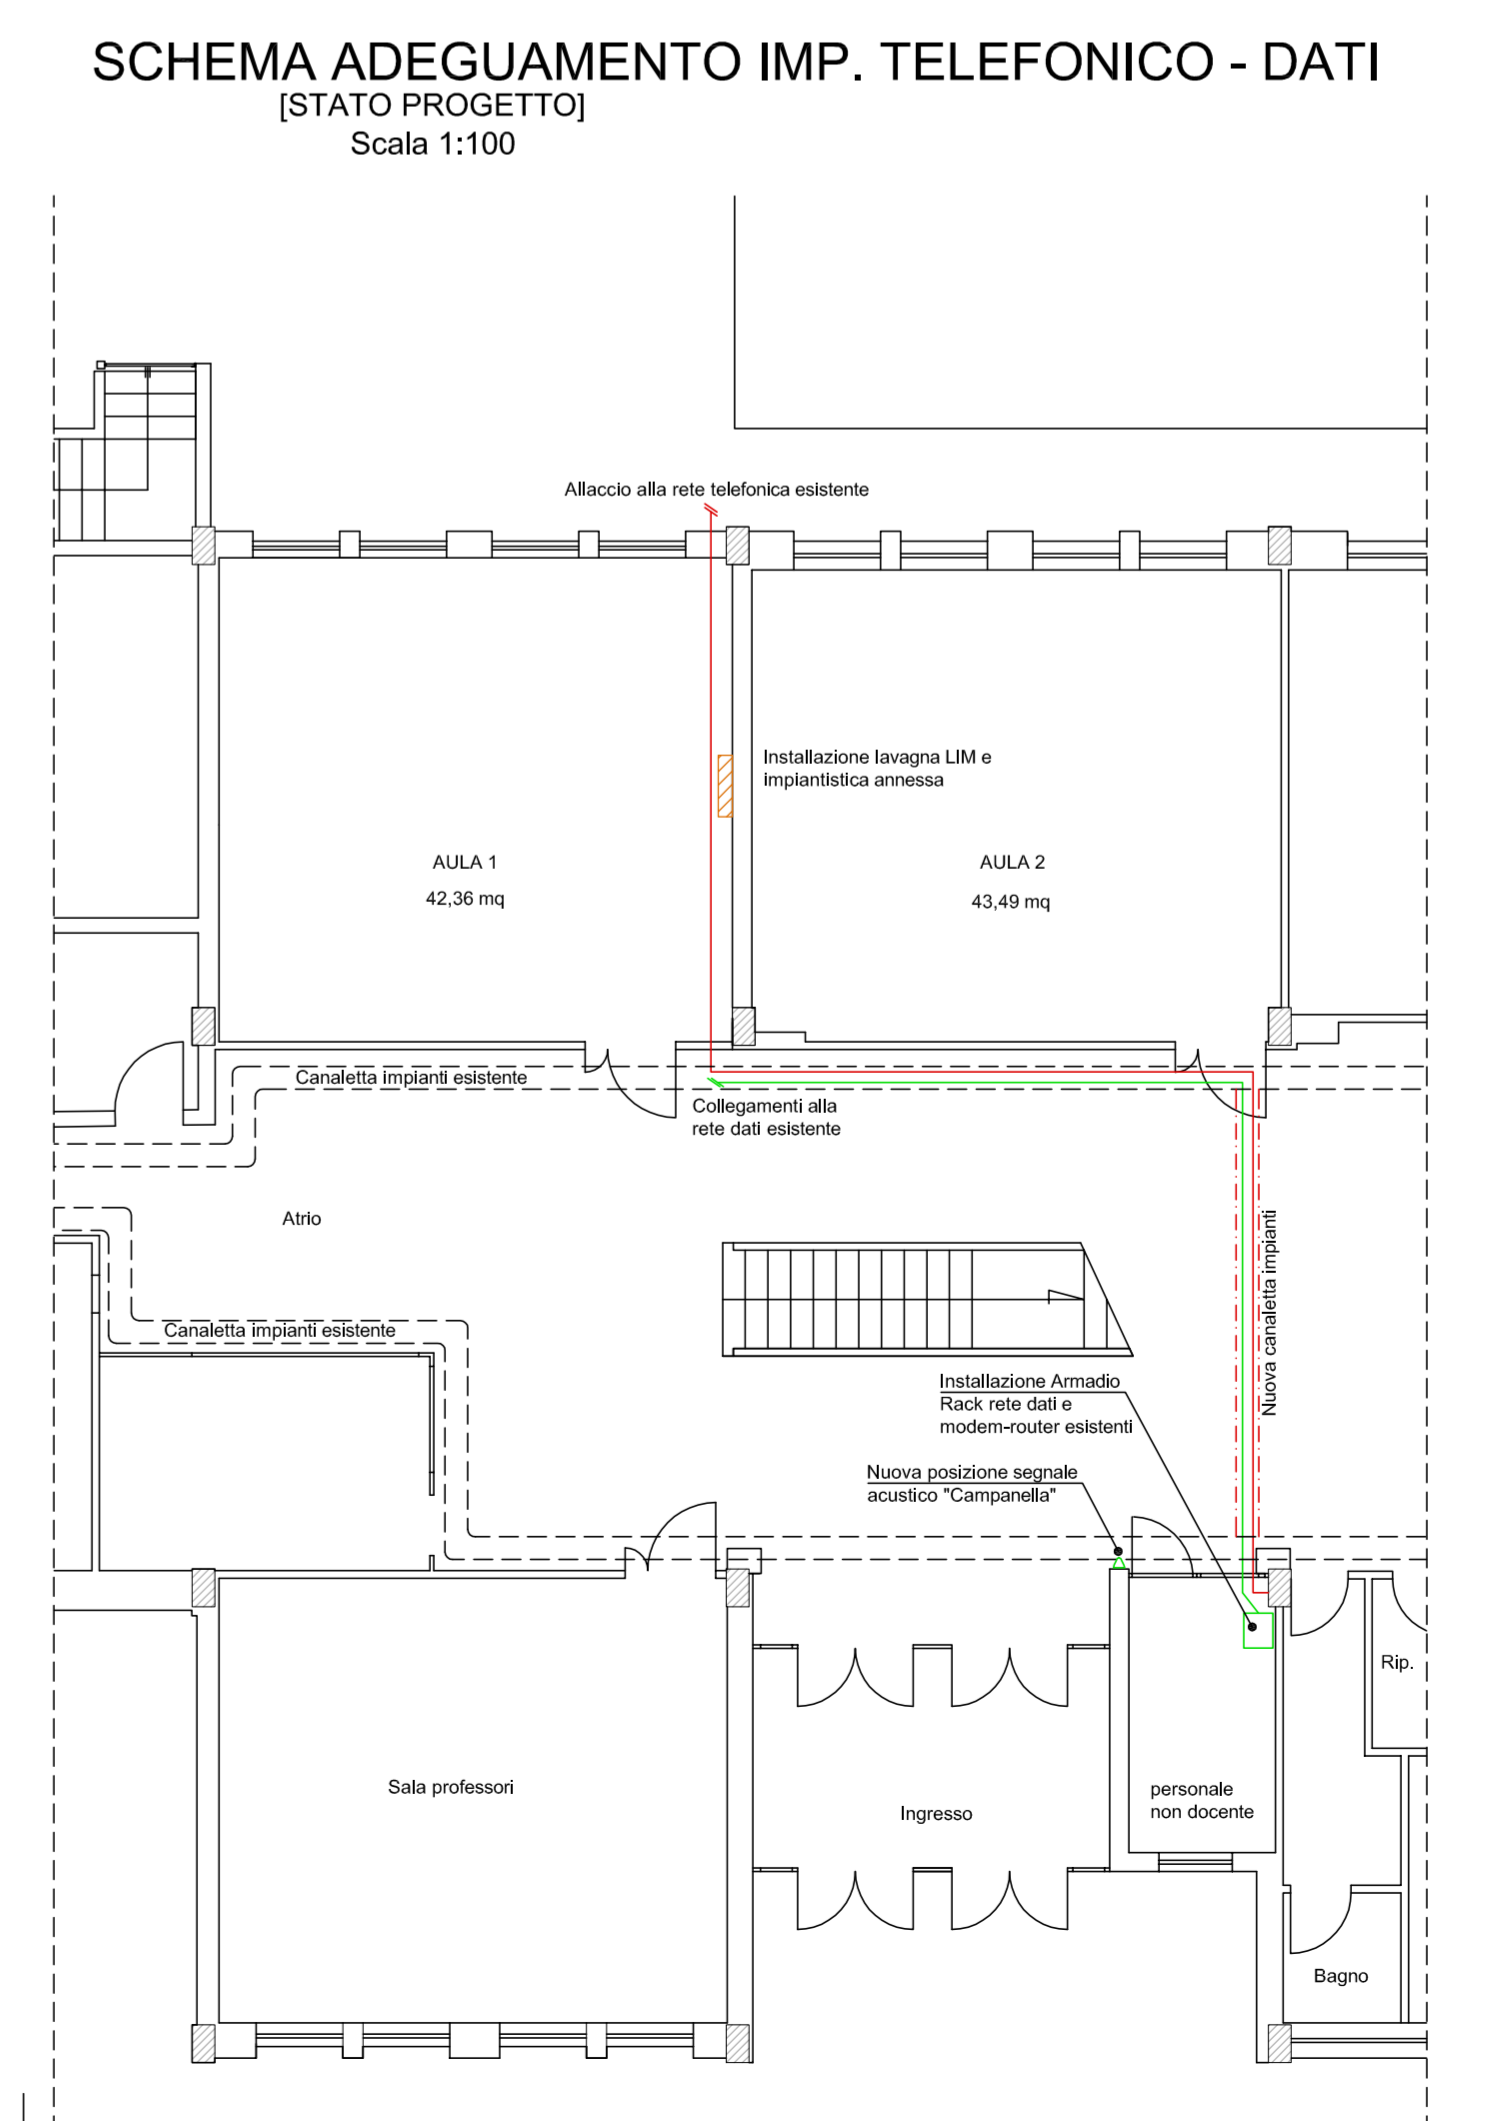 SCHEMA ADEGUAMENTO IMP. TELEFONICO - DATI
[STATO PROGETTO]
Scala 1:100
Allaccio alla rete telefonica esistente
Installazione lavagna LIM e
impiantistica annessa
AULA 1
42,36 mq
AULA 2
43,49 mq
Canaletta impianti esistente
Collegamenti alla
rete dati esistente
Atrio
Nuova canaletta impianti
Canaletta impianti esistente
Installazione Armadio
Rack rete dati e
modem-router esistenti
Nuova posizione segnale
acustico "Campanella"
Rip.
Sala professori
Ingresso
personale
non docente
Bagno